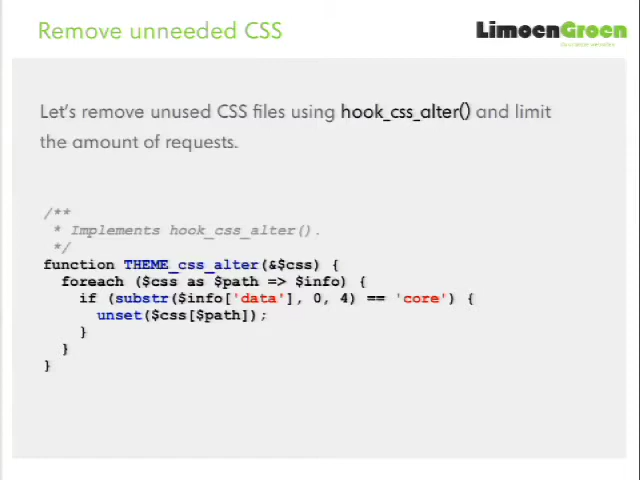 Remove unneeded CSS
LimoenGroen
Let's remove unused CSS files using hook_css_alter() and limit
the amount of requests.
/**
 * Implements hook_css_alter().
 */
function THEME_css_alter(&$css) {
  foreach ($css as $path => $info) {
    if (substr($info['data'], 0, 4) == 'core') {
      unset($css[$path]);
    }
  }
}